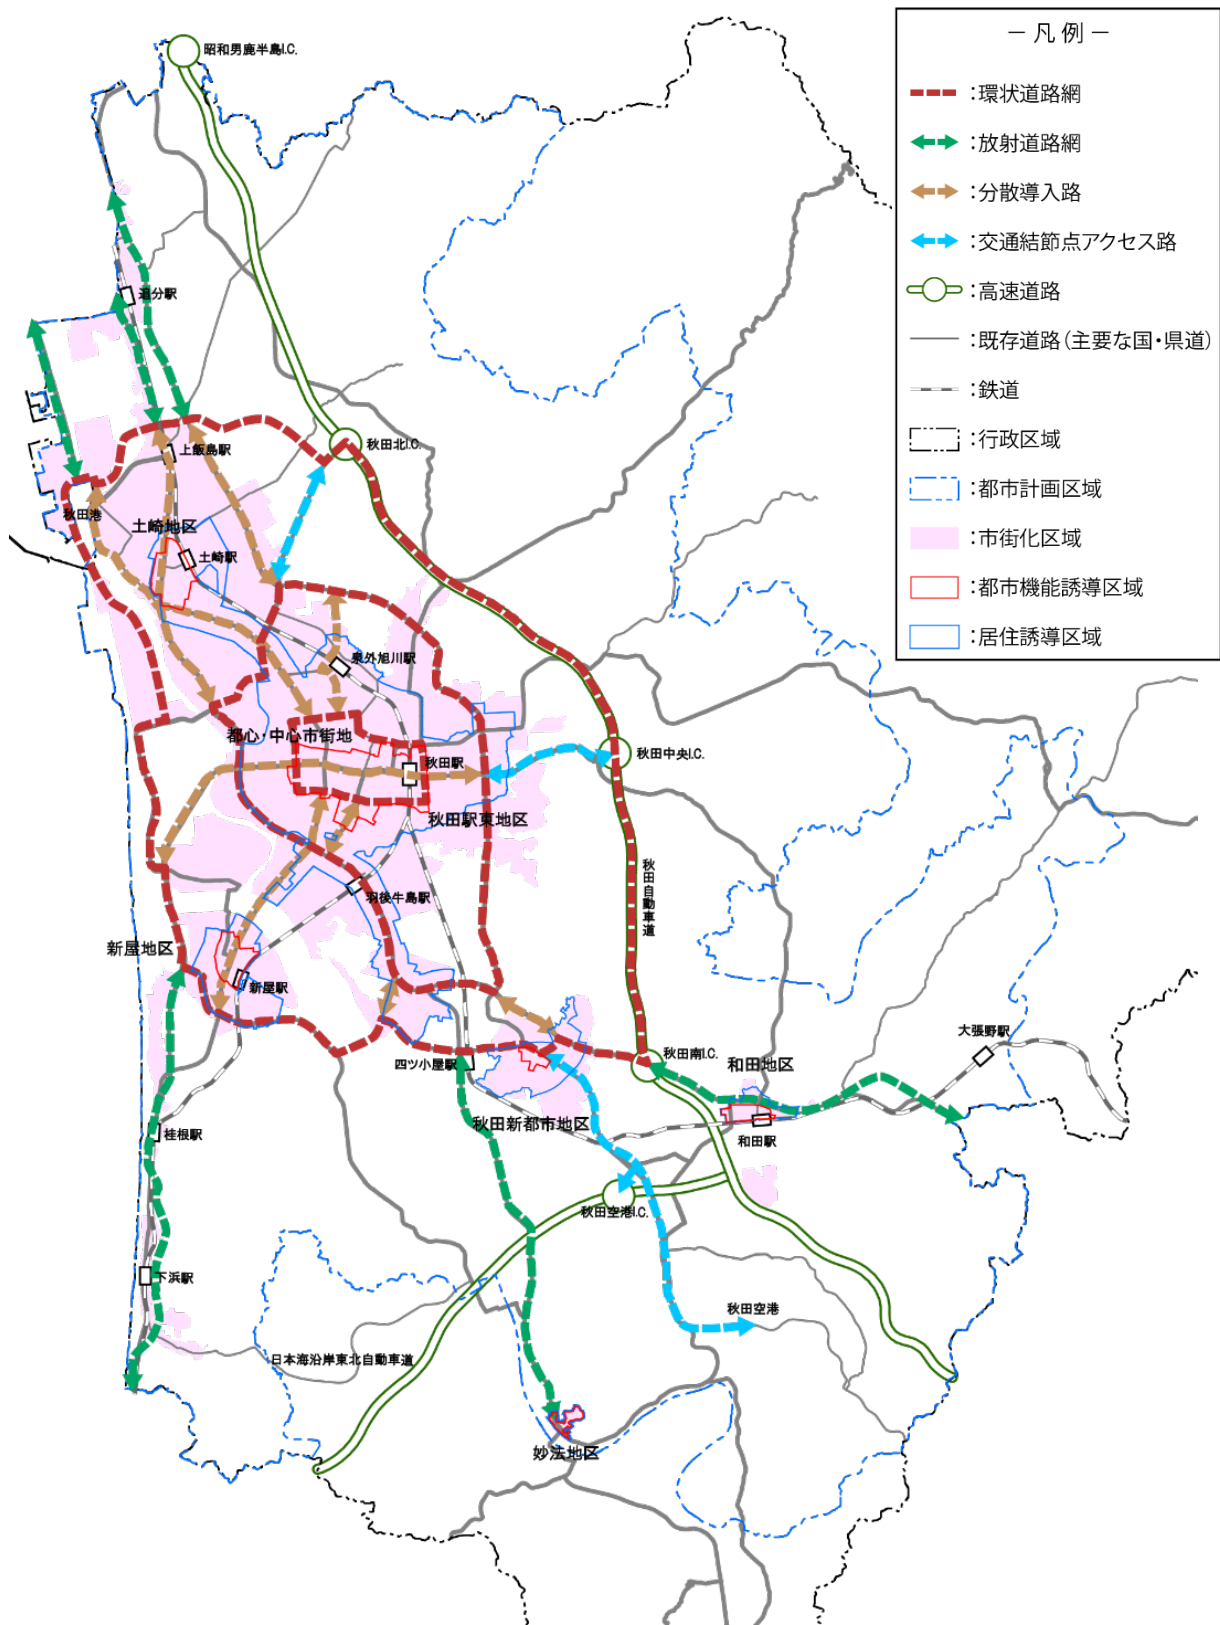 －凡例－
：環状道路網
：放射道路網
：分散導入路
：交通結節点アクセス路
：高速道路
：既存道路（主要な国・県道）
：鉄道
：行政区域
：都市計画区域
：市街化区域
：都市機能誘導区域
：居住誘導区域
昭和男鹿半島I.C.
追分駅
上飯島駅
秋田北I.C.
秋田港
土崎地区
土崎駅
泉外旭川駅
都心・中心市街地
秋田駅
秋田中央I.C.
秋田駅東地区
秋田自動車道
羽後牛島駅
新屋地区
新屋駅
大張野駅
四ツ小屋駅
秋田南I.C.
和田地区
秋田新都市地区
桂根駅
和田駅
秋田空港I.C.
下浜駅
秋田空港
日本海沿岸東北自動車道
妙法地区